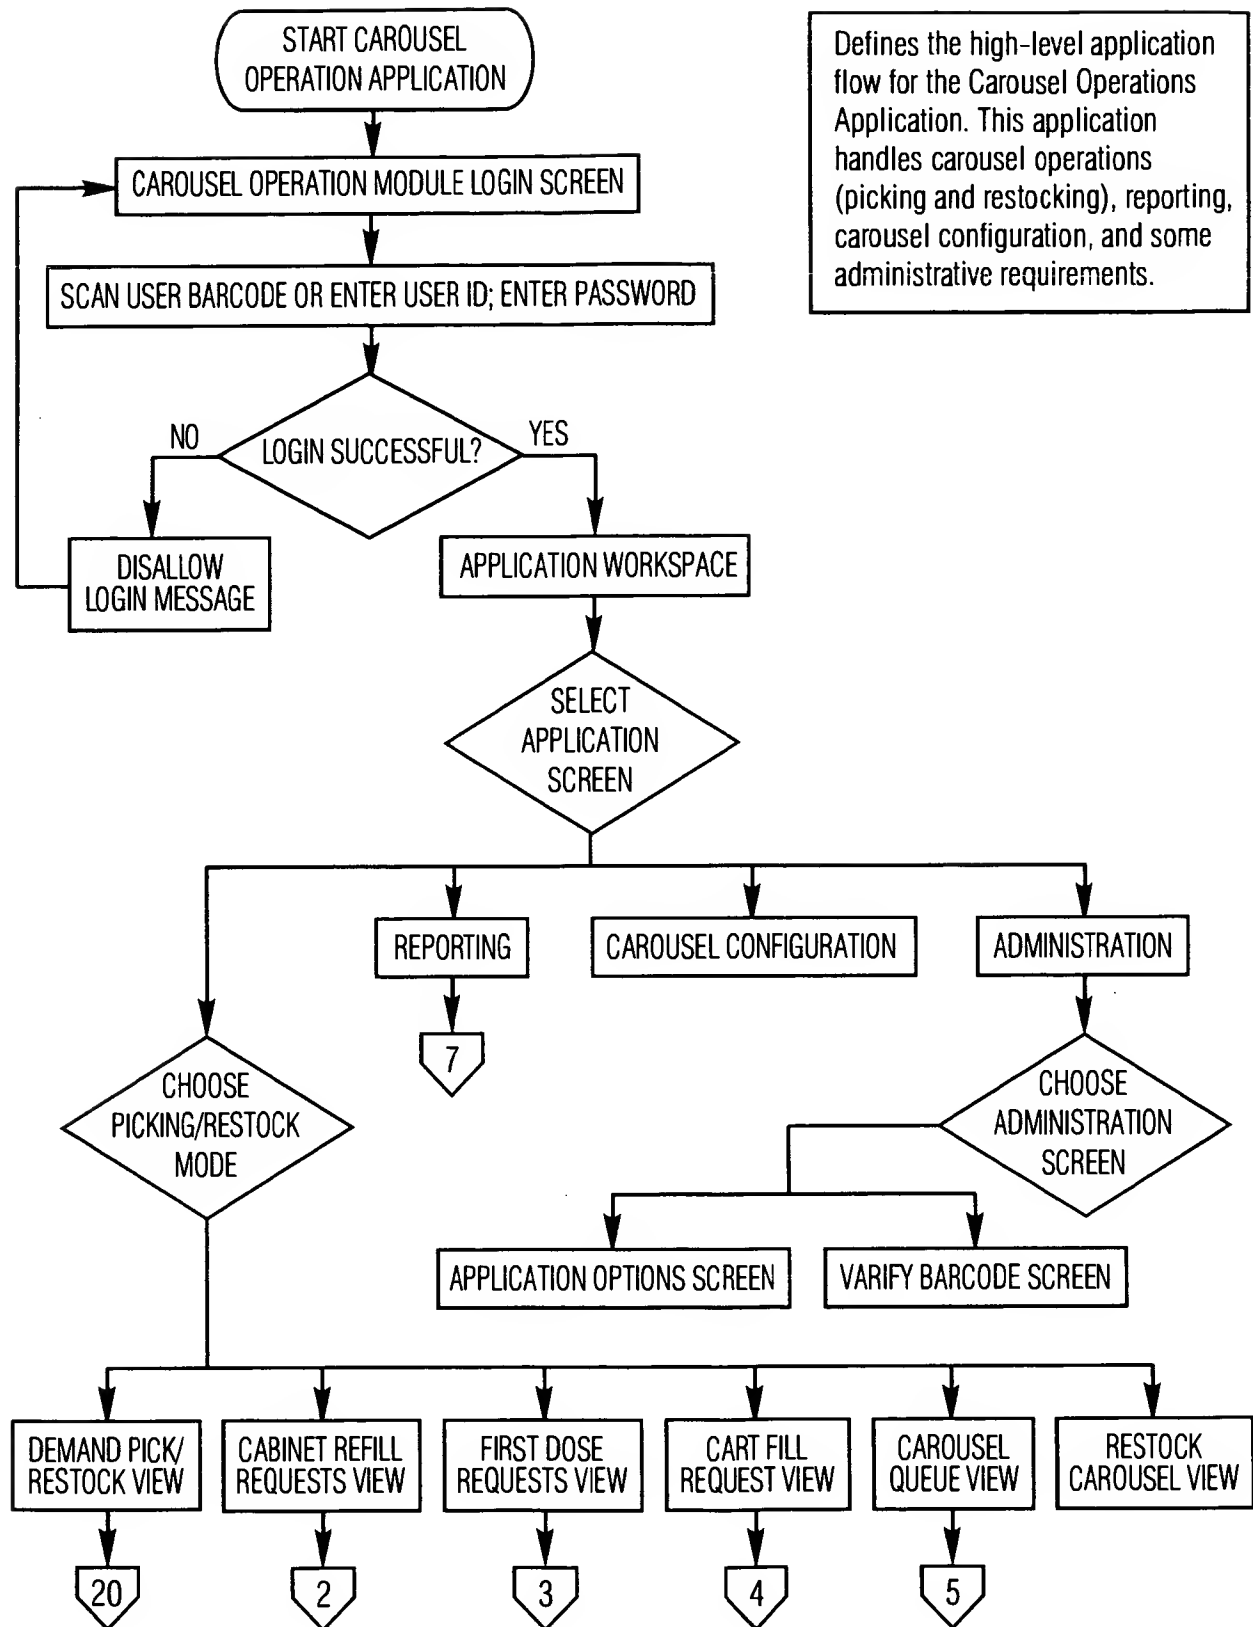 START CAROUSEL
OPERATION APPLICATION
Defines the high-level application
flow for the Carousel Operations
Application. This application
handles carousel operations
(picking and restocking), reporting,
carousel configuration, and some
administrative requirements.
CAROUSEL OPERATION MODULE LOGIN SCREEN
SCAN USER BARCODE OR ENTER USER ID; ENTER PASSWORD
NO
LOGIN SUCCESSFUL?
YES
DISALLOW
LOGIN MESSAGE
APPLICATION WORKSPACE
SELECT
APPLICATION
SCREEN
REPORTING
CAROUSEL CONFIGURATION
ADMINISTRATION
7
CHOOSE
PICKING/RESTOCK
MODE
CHOOSE
ADMINISTRATION
SCREEN
APPLICATION OPTIONS SCREEN
VARIFY BARCODE SCREEN
DEMAND PICK/
RESTOCK VIEW
CABINET REFILL
REQUESTS VIEW
FIRST DOSE
REQUESTS VIEW
CART FILL
REQUEST VIEW
CAROUSEL
QUEUE VIEW
RESTOCK
CAROUSEL VIEW
20
2
3
4
5